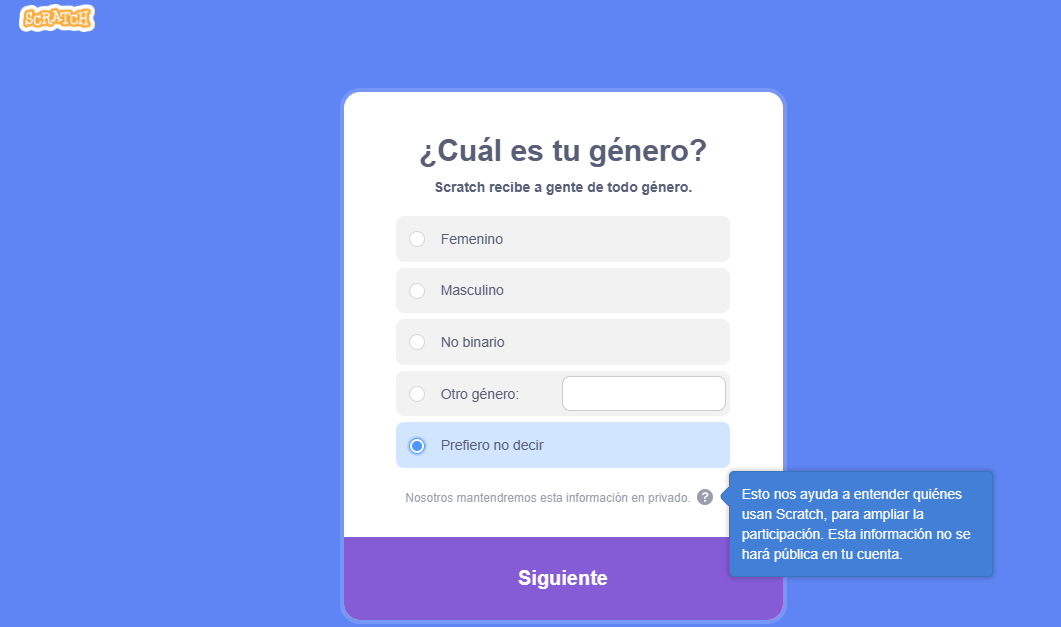 SCRATCH
¿Cuál es tu género?
Scratch recibe a gente de todo género.
Femenino
Masculino
No binario
Otro género:
Prefiero no decir
Nosotros mantendremos esta información en privado. ?
Esto nos ayuda a entender quiénes
usan Scratch, para ampliar la
participación. Esta información no se
hará pública en tu cuenta.
Siguiente